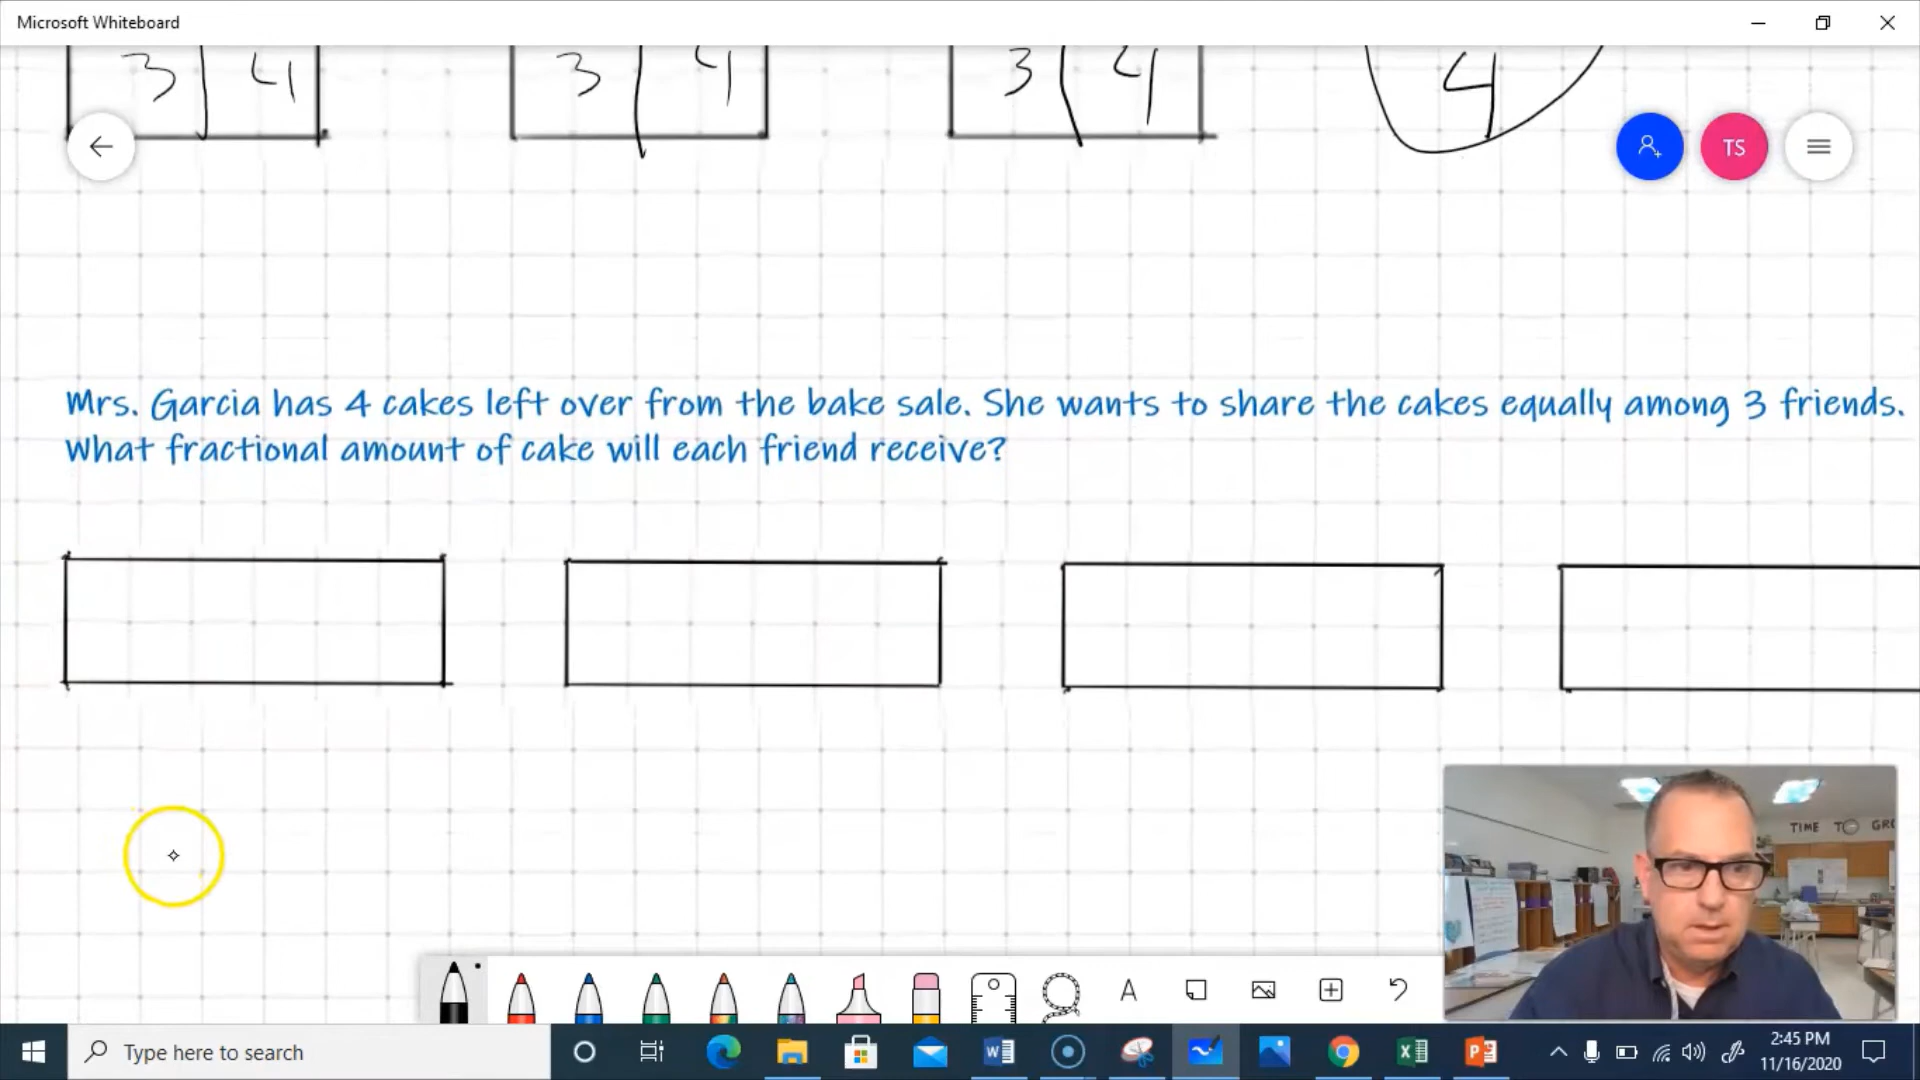 Microsoft Whiteboard
3 4 3 4 3 4 4
TS
Mrs. Garcia has 4 cakes left over from the bake sale. She wants to share the cakes equally among 3 friends.
What fractional amount of cake will each friend receive?
TIME TO GR
A
Type here to search
2:45 PM
11/16/2020